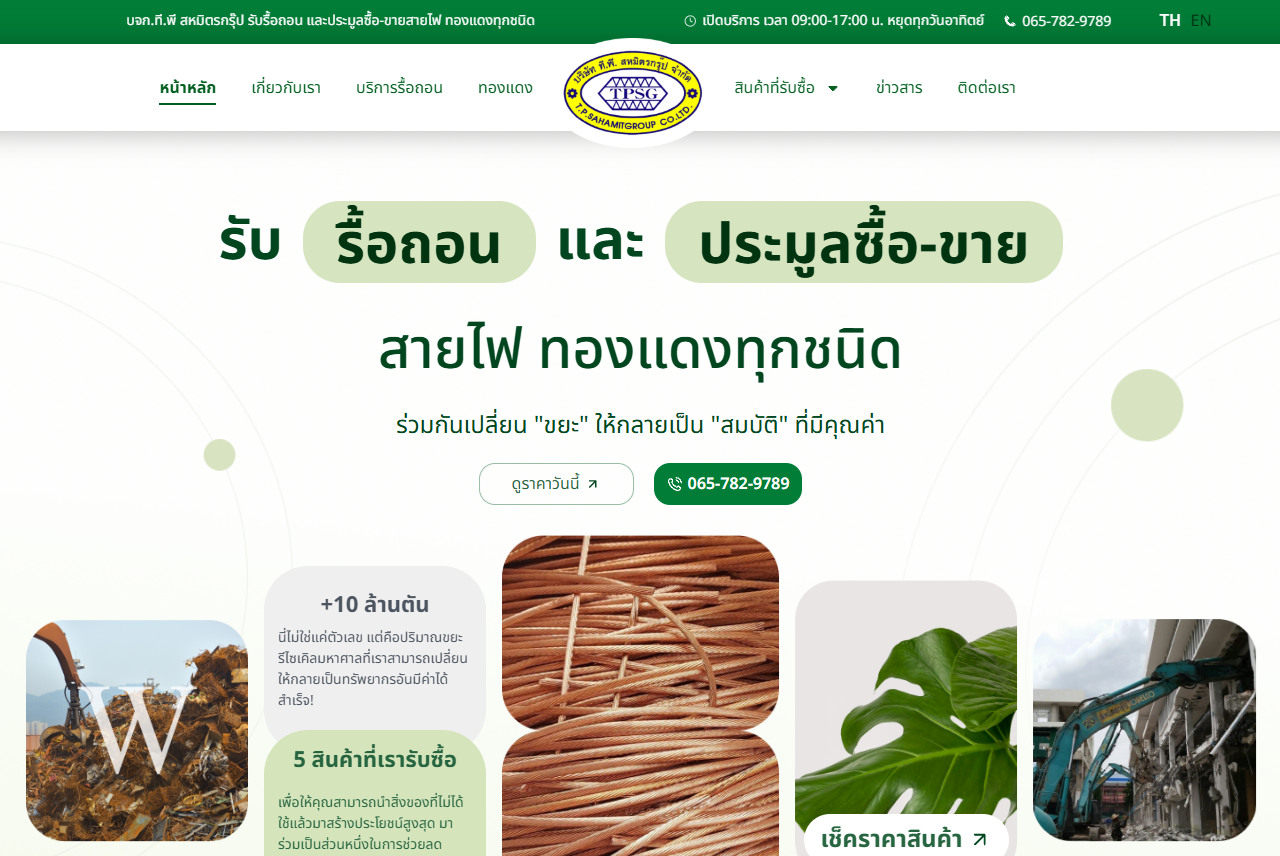 บจก.ที.พี สหมิตรกรุ๊ป รับรื้อถอน และประมูลซื้อ-ขายสายไฟ ทองแดงทุกชนิด
เปิดบริการ เวลา 09:00-17:00 น. หยุดทุกวันอาทิตย์
065-782-9789
TH EN
หน้าหลัก
เกี่ยวกับเรา
บริการรื้อถอน
ทองแดง
บริษัท ที.พี. สหมิตรกรุ๊ป จำกัด
TPSG
T.P.SAHAMITGROUP CO.LTD.
สินค้าที่รับซื้อ
ข่าวสาร
ติดต่อเรา
รับ รื้อถอน และ ประมูลซื้อ-ขาย
สายไฟ ทองแดงทุกชนิด
ร่วมกันเปลี่ยน "ขยะ" ให้กลายเป็น "สมบัติ" ที่มีคุณค่า
ดูราคาวันนี้
065-782-9789
W
+10 ล้านตัน
นี่ไม่ใช่แค่ตัวเลข แต่คือปริมาณขยะ
รีไซเคิลมหาศาลที่เราสามารถเปลี่ยน
ให้กลายเป็นทรัพยากรอันมีค่าได้
สำเร็จ!
5 สินค้าที่เรารับซื้อ
เพื่อให้คุณสามารถนำสิ่งของที่ไม่ได้
ใช้แล้วมาสร้างประโยชน์สูงสุด มา
ร่วมเป็นส่วนหนึ่งในการช่วยลด
เช็คราคาสินค้า